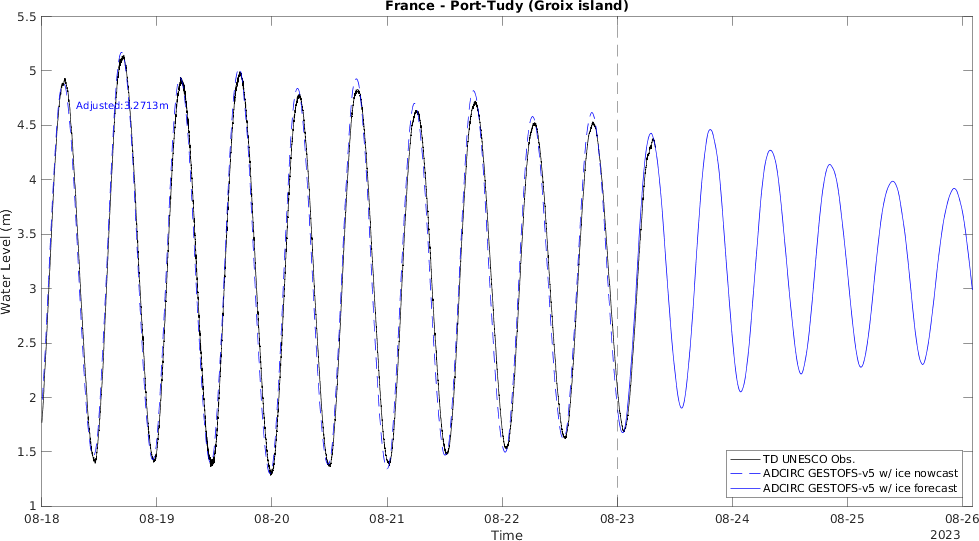 France - Port-Tudy (Groix island)
5.5
5
4.5
4
3.5
3
2.5
2
1.5
1
Water Level (m)
Adjusted:3.2713m
TD UNESCO Obs.
ADCIRC GESTOFS-v5 w/ ice nowcast
ADCIRC GESTOFS-v5 w/ ice forecast
08-18 08-19 08-20 08-21 08-22 08-23 08-24 08-25 08-26
Time
2023